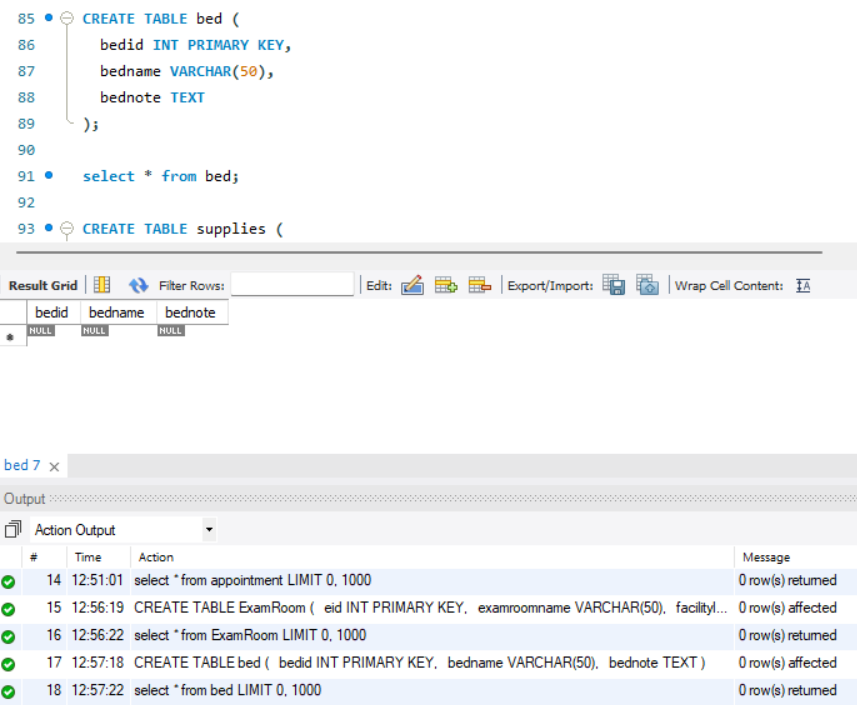 85 CREATE TABLE bed (
86 bedid INT PRIMARY KEY,
87 bedname VARCHAR(50),
88 bednote TEXT
89 );
90
91 select * from bed;
92
93 CREATE TABLE supplies (
Result Grid Filter Rows: Edit: Export/Import: Wrap Cell Content: IA
bedid bedname bednote
* NULL NULL NULL
bed 7 ×
Output
Action Output
# Time Action Message
14 12:51:01 select * from appointment LIMIT 0, 1000 0 row(s) returned
15 12:56:19 CREATE TABLE ExamRoom ( eid INT PRIMARY KEY, examroomname VARCHAR(50), facilityI... 0 row(s) affected
16 12:56:22 select * from ExamRoom LIMIT 0, 1000 0 row(s) returned
17 12:57:18 CREATE TABLE bed ( bedid INT PRIMARY KEY, bedname VARCHAR(50), bednote TEXT ) 0 row(s) affected
18 12:57:22 select * from bed LIMIT 0, 1000 0 row(s) returned